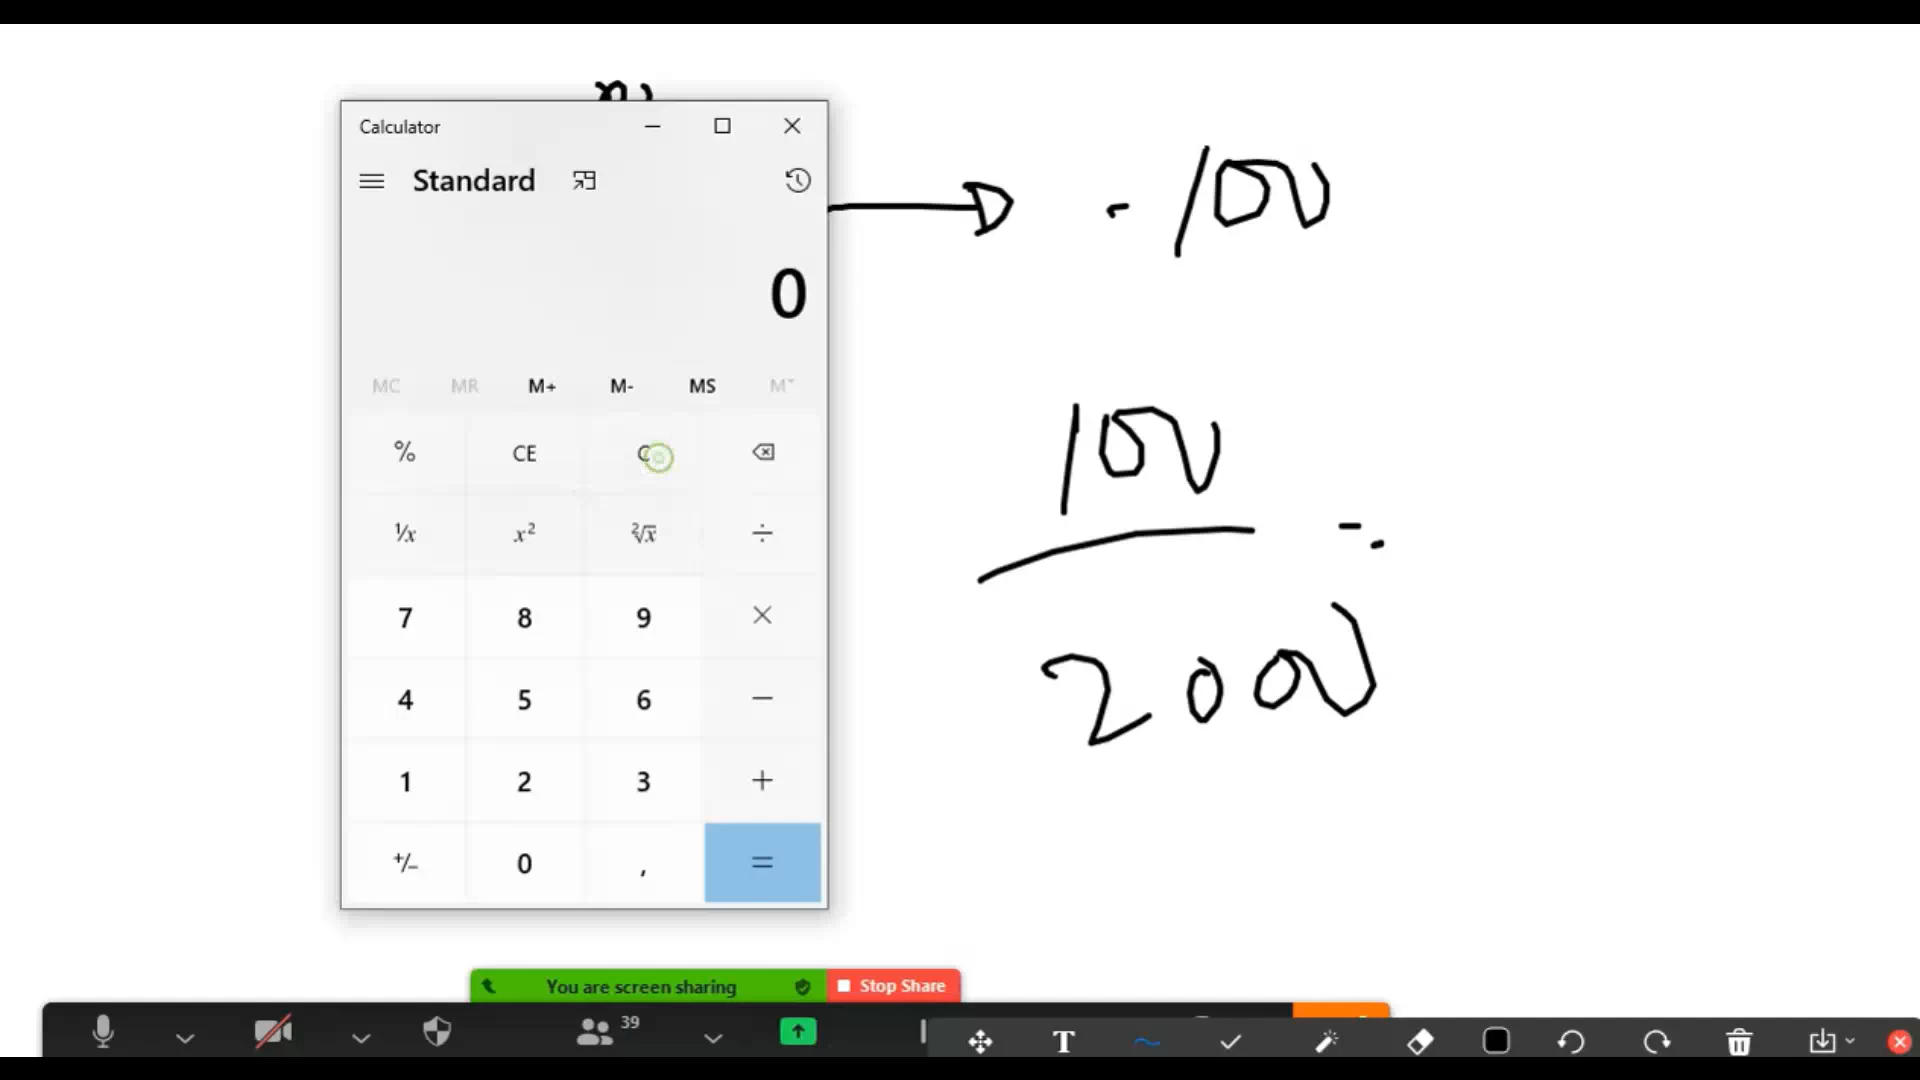 Calculator
Standard
0
MC MR M+ M- MS M˅
% CE C
⅟x x² ²√x ÷
7 8 9 ×
4 5 6 −
1 2 3 +
+/− 0 , =
- 100
100
2000
You are screen sharing
Stop Share
39
T